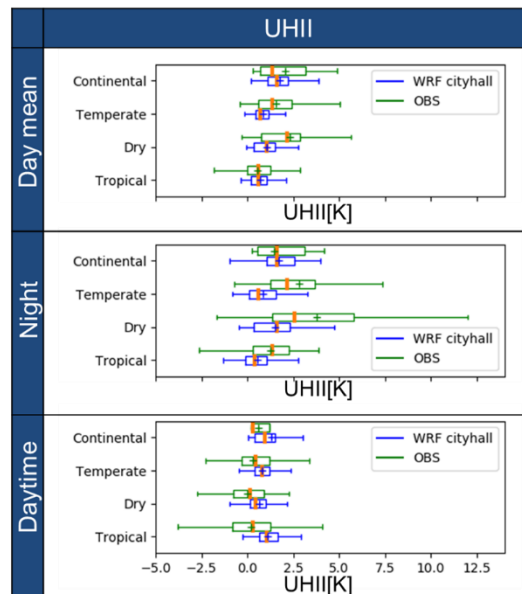 UHII
Day mean
Continental
Temperate
Dry
Tropical
WRF cityhall
OBS
UHII[K]
Night
Continental
Temperate
Dry
Tropical
WRF cityhall
OBS
UHII[K]
Daytime
Continental
Temperate
Dry
Tropical
WRF cityhall
OBS
−5.0 −2.5 0.0 2.5 5.0 7.5 10.0 12.5
UHII[K]